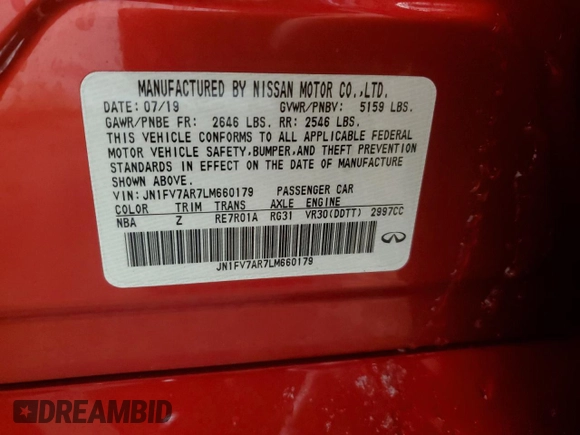 MANUFACTURED BY NISSAN MOTOR CO.,LTD.
DATE: 07/19 GVWR/PNBV: 5159 LBS.
GAWR/PNBE FR: 2646 LBS. RR: 2546 LBS.
THIS VEHICLE CONFORMS TO ALL APPLICABLE FEDERAL
MOTOR VEHICLE SAFETY,BUMPER,AND THEFT PREVENTION
STANDARDS IN EFFECT ON THE DATE OF MANUFACTURE
SHOWN ABOVE.
VIN: JN1FV7AR7LM660179 PASSENGER CAR
COLOR TRIM TRANS AXLE ENGINE
NBA Z RE7R01A RG31 VR30(DDTT) 2997CC
JN1FV7AR7LM660179
INFINITI
DREAMBID